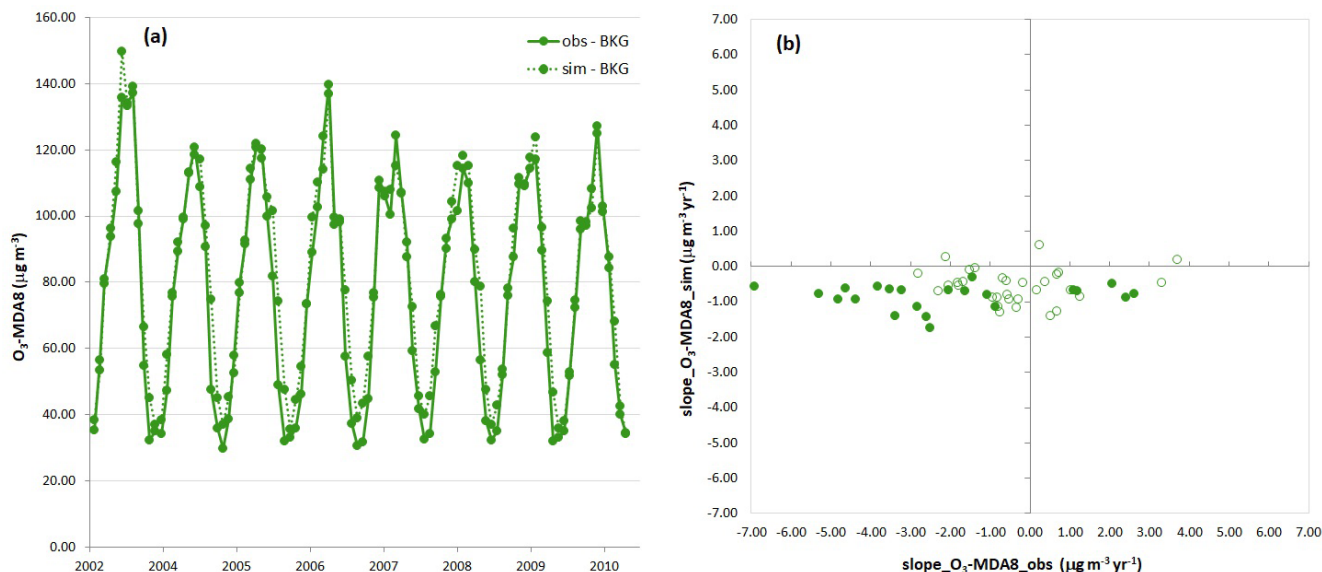 (a)
obs - BKG
sim - BKG
O₃-MDA8 (µg m⁻³)
160.00
140.00
120.00
100.00
80.00
60.00
40.00
20.00
0.00
2002 2003 2004 2005 2006 2007 2008 2009 2010
(b)
slope_O₃-MDA8_sim (µg m⁻³ yr⁻¹)
7.00
6.00
5.00
4.00
3.00
2.00
1.00
0.00
-1.00
-2.00
-3.00
-4.00
-5.00
-6.00
-7.00
-7.00 -6.00 -5.00 -4.00 -3.00 -2.00 -1.00 0.00 1.00 2.00 3.00 4.00 5.00 6.00 7.00
slope_O₃-MDA8_obs (µg m⁻³ yr⁻¹)